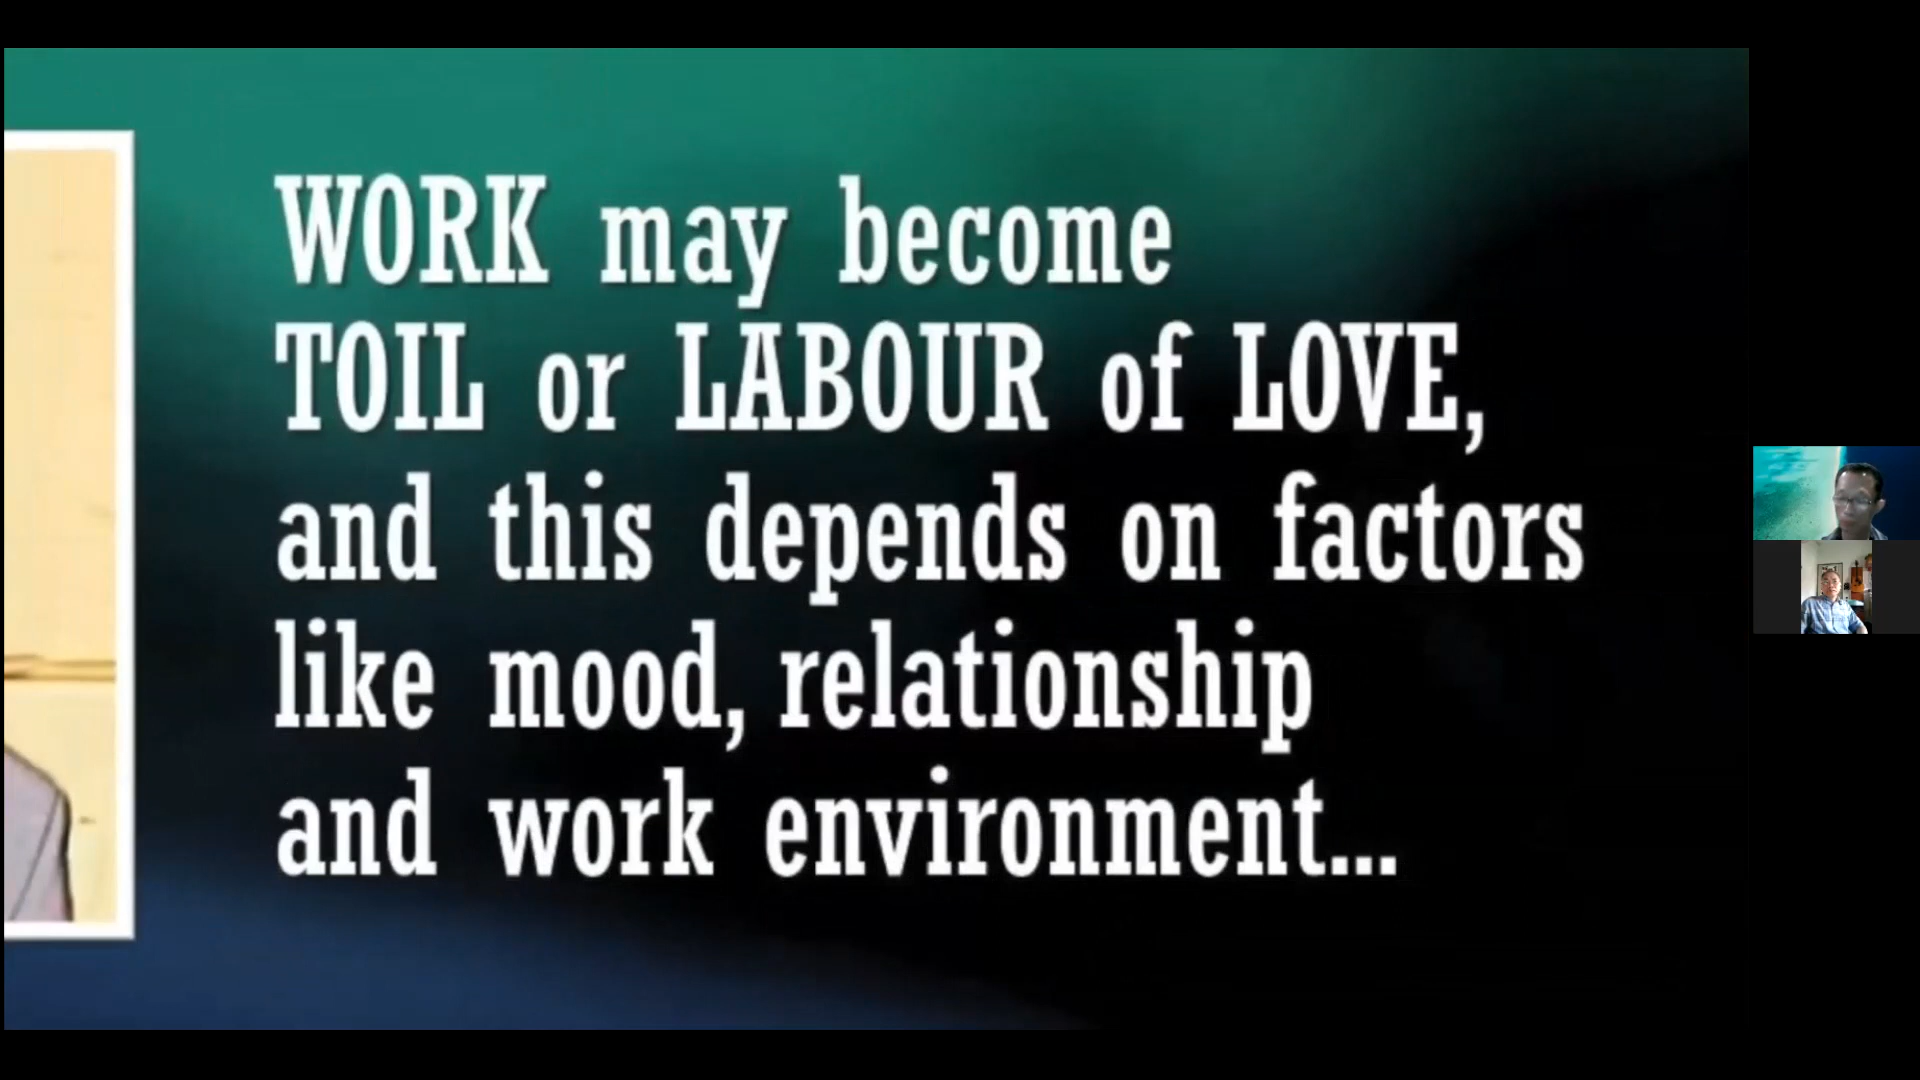 WORK may become
TOIL or LABOUR of LOVE,
and this depends on factors
like mood, relationship
and work environment...